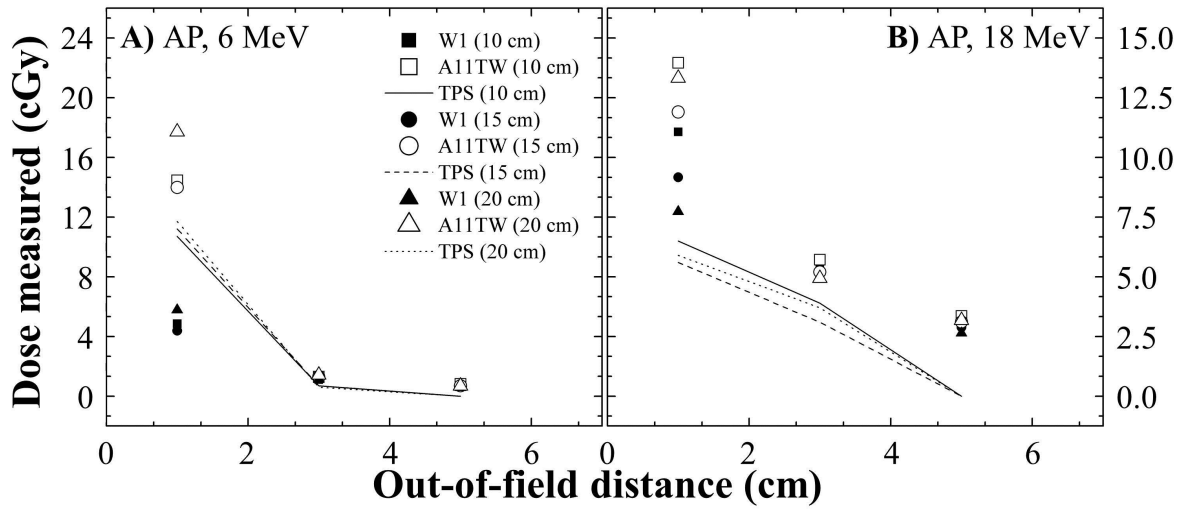 A) AP, 6 MeV
B) AP, 18 MeV
W1 (10 cm)
A11TW (10 cm)
TPS (10 cm)
W1 (15 cm)
A11TW (15 cm)
TPS (15 cm)
W1 (20 cm)
A11TW (20 cm)
TPS (20 cm)
Dose measured (cGy)
24
20
16
12
8
4
0
15.0
12.5
10.0
7.5
5.0
2.5
0.0
0 2 4 6
0 2 4 6
Out-of-field distance (cm)